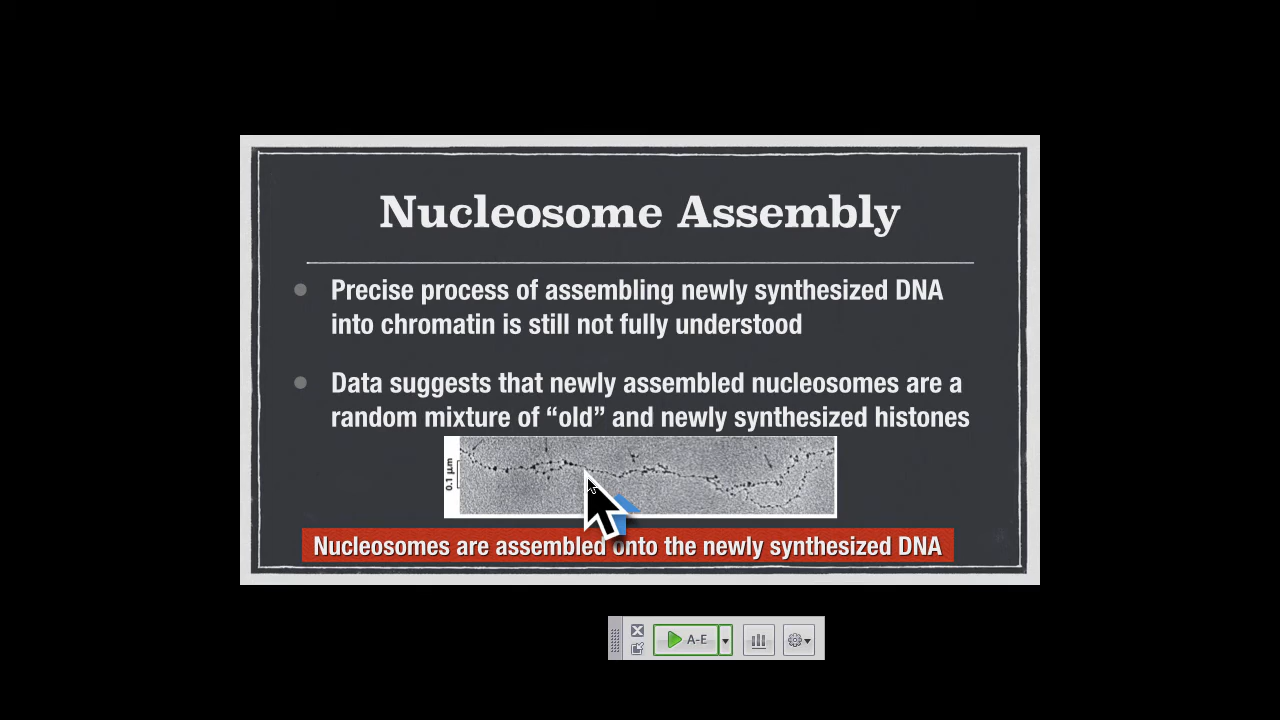 Nucleosome Assembly
Precise process of assembling newly synthesized DNA
into chromatin is still not fully understood
Data suggests that newly assembled nucleosomes are a
random mixture of “old” and newly synthesized histones
0.1 µm
Nucleosomes are assembled onto the newly synthesized DNA
A-E